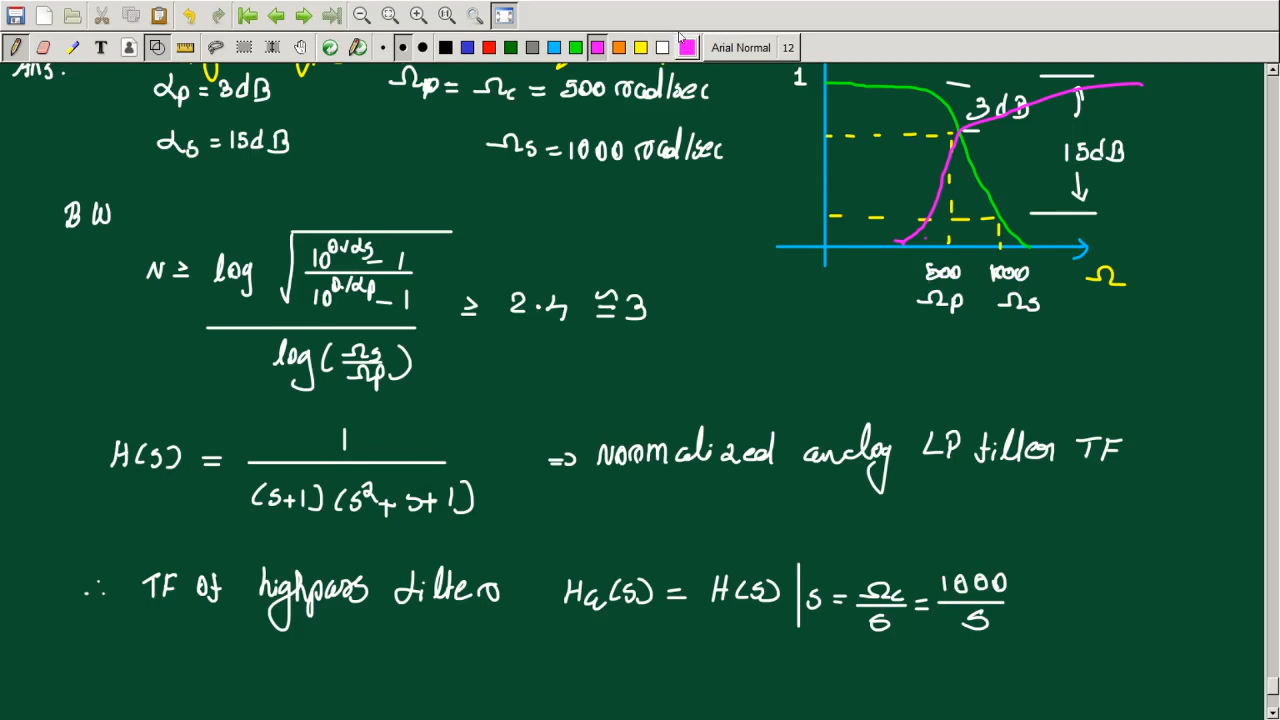 Arial Normal 12
Ans.
αp = 3dB Ωp = Ωc = 500 rad/sec
αs = 15dB Ωs = 1000 rad/sec
1
3dB
15dB
500 1000
Ωp Ωs
Ω
BW
N ≥ log √((10^0.1αs - 1)/(10^0.1αp - 1)) / log(Ωs/Ωp) ≥ 2.4 ≅ 3
H(s) = 1/((s+1)(s²+s+1)) ⇒ Normalized analog LP filter TF
∴ TF of highpass filters Ha(s) = H(s) | s = Ωc/s = 1000/s